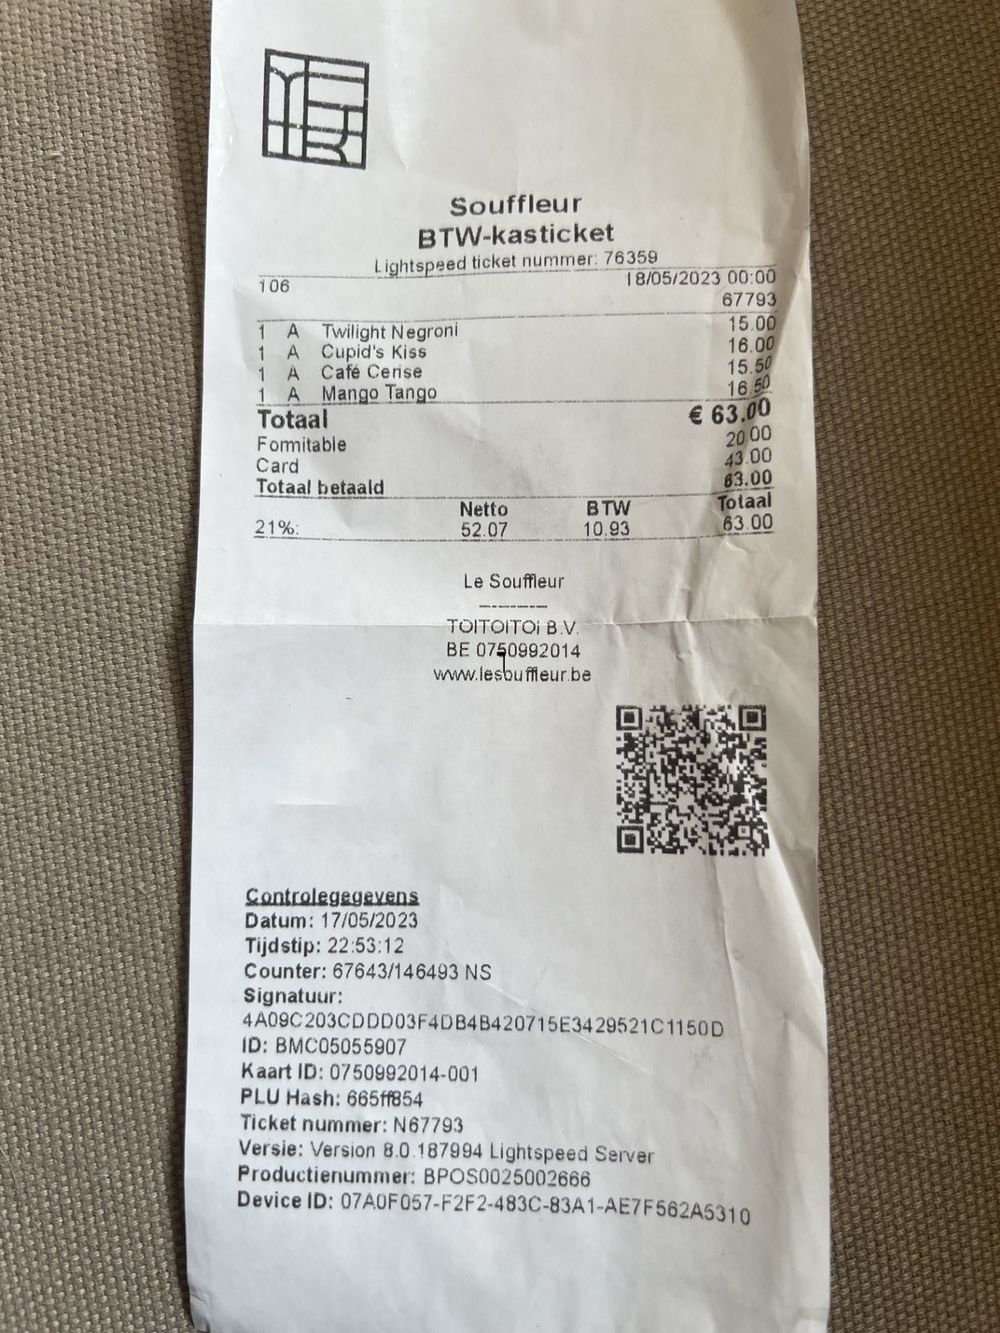 Souffleur
BTW-kasticket
Lightspeed ticket nummer: 76359
106 18/05/2023 00:00
67793
1 A Twilight Negroni 15.00
1 A Cupid's Kiss 16.00
1 A Café Cerise 15.50
1 A Mango Tango 16.50
Totaal € 63.00
Formitable 20.00
Card 43.00
Totaal betaald 63.00
Netto BTW Totaal
21%: 52.07 10.93 63.00
Le Souffleur
TOITOITOi B.V.
BE 0750992014
www.lesouffleur.be
Controlegegevens
Datum: 17/05/2023
Tijdstip: 22:53:12
Counter: 67643/146493 NS
Signatuur:
4A09C203CDDD03F4DB4B420715E3429521C1150D
ID: BMC05055907
Kaart ID: 0750992014-001
PLU Hash: 665ff854
Ticket nummer: N67793
Versie: Version 8.0.187994 Lightspeed Server
Productienummer: BPOS0025002666
Device ID: 07A0F057-F2F2-483C-83A1-AE7F562A5310